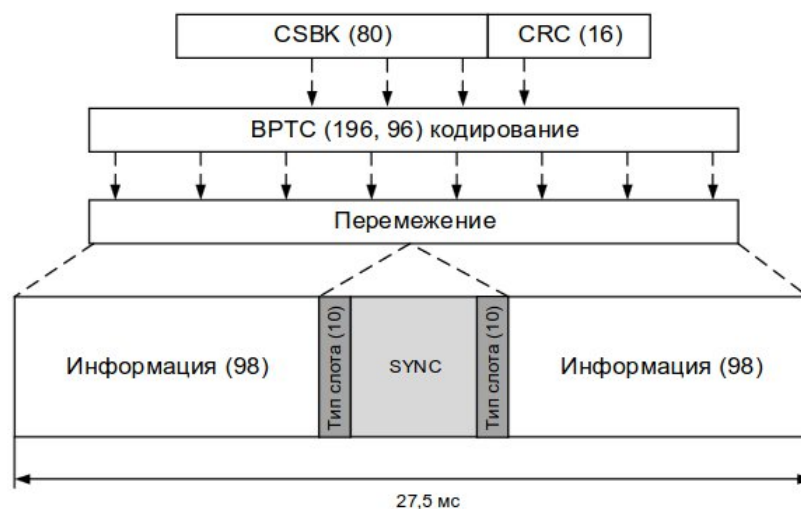 CSBK (80) CRC (16)
BPTC (196, 96) кодирование
Перемежение
Информация (98) Тип слота (10) SYNC Тип слота (10) Информация (98)
27,5 мс